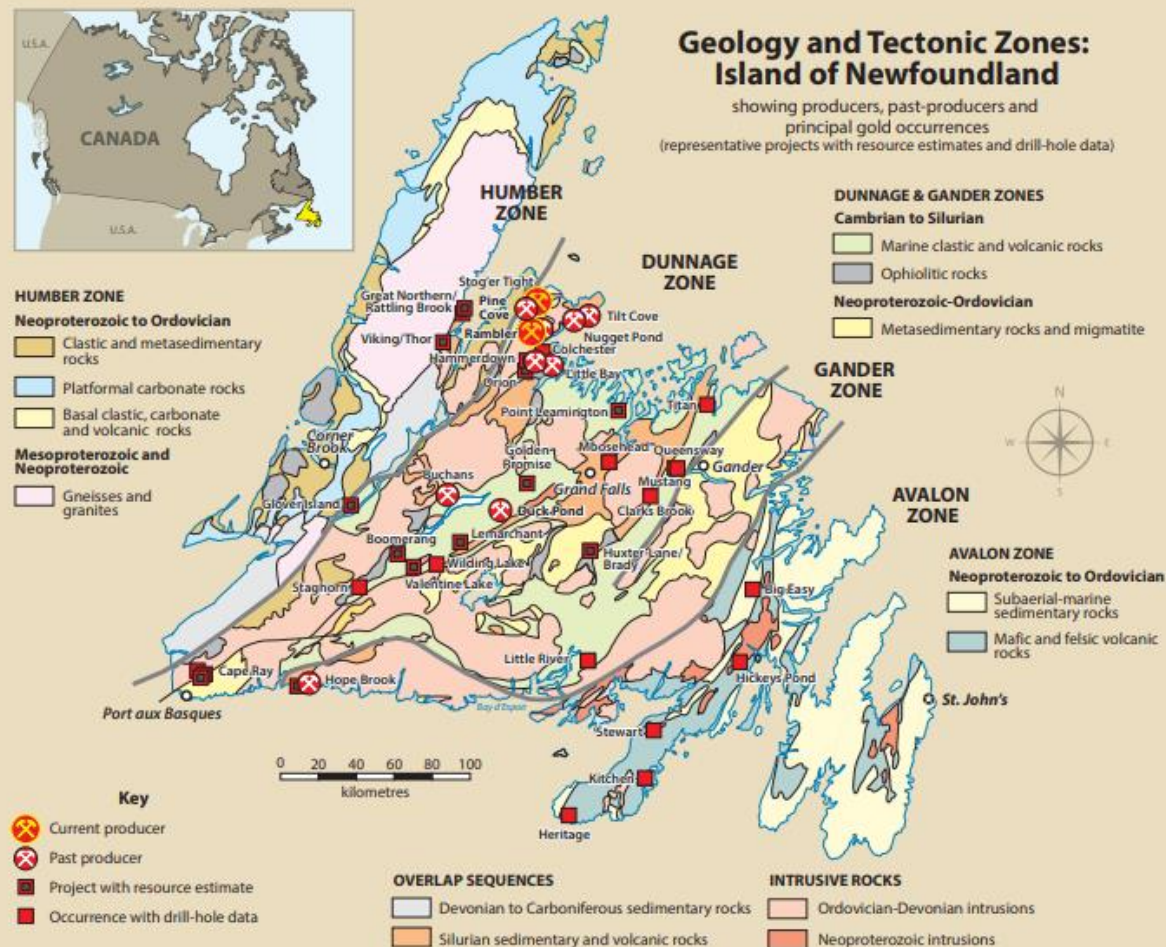 U.S.A.
CANADA
U.S.A.
Geology and Tectonic Zones:
Island of Newfoundland
showing producers, past-producers and
principal gold occurrences
(representative projects with resource estimates and drill-hole data)
HUMBER ZONE
Neoproterozoic to Ordovician
Clastic and metasedimentary
rocks
Platformal carbonate rocks
Basal clastic, carbonate
and volcanic rocks
Mesoproterozoic and
Neoproterozoic
Gneisses and
granites
DUNNAGE & GANDER ZONES
Cambrian to Silurian
Marine clastic and volcanic rocks
Ophiolitic rocks
Neoproterozoic-Ordovician
Metasedimentary rocks and migmatite
HUMBER
ZONE
DUNNAGE
ZONE
GANDER
ZONE
AVALON
ZONE
N
W
E
S
Stog'er Tight
Great Northern/
Rattling Brook
Pine
Cove
Tilt Cove
Nugget Pond
Viking/Thor
Rambler
Colchester
Hammerdown
Little Bay
Orion
Point Leamington
Titan
Corner
Brook
Golden
Promise
Moosehead
Queensway
Gander
Buchans
Grand Falls
Mustang
Glover Island
Duck Pond
Clarks Brook
Boomerang
Lemarchant
Wilding Lake
Huxter Lane/
Brady
Staghorn
Valentine Lake
Big Easy
Little River
Cape Ray
Hope Brook
Hickeys Pond
Port aux Basques
Bay d'Espoir
St. John's
Stewart
Kitchen
Heritage
AVALON ZONE
Neoproterozoic to Ordovician
Subaerial-marine
sedimentary rocks
Mafic and felsic volcanic
rocks
0 20 40 60 80 100
kilometres
Key
Current producer
Past producer
Project with resource estimate
Occurrence with drill-hole data
OVERLAP SEQUENCES
Devonian to Carboniferous sedimentary rocks
Silurian sedimentary and volcanic rocks
INTRUSIVE ROCKS
Ordovician-Devonian intrusions
Neoproterozoic intrusions